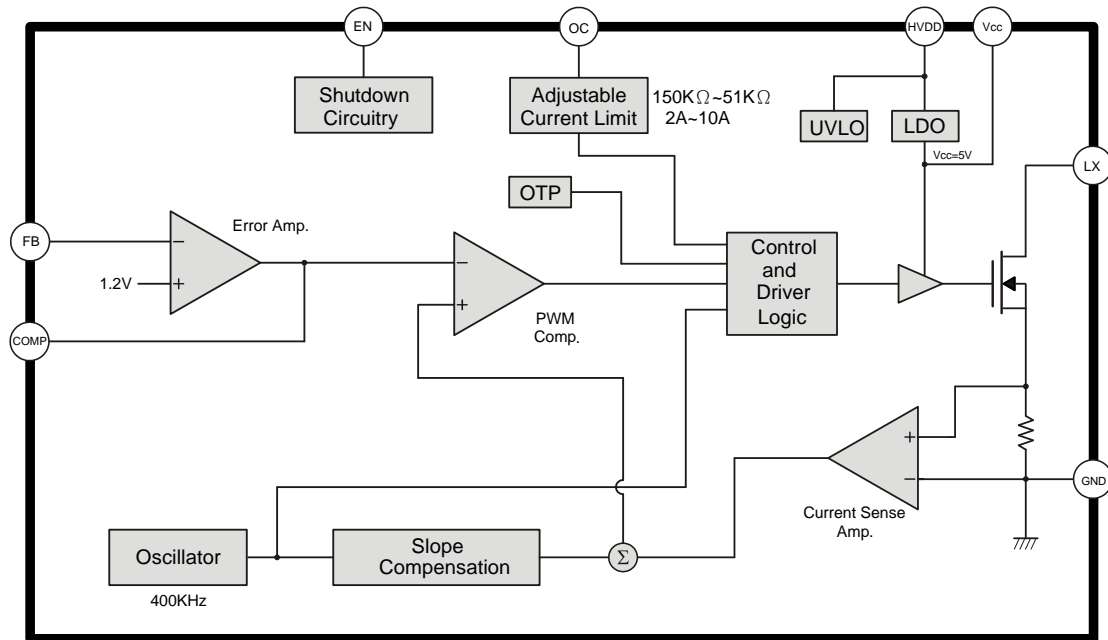 EN
OC
HVDD
Vcc
Shutdown
Circuitry
Adjustable
Current Limit
150KΩ~51KΩ
2A~10A
UVLO
LDO
Vcc=5V
LX
OTP
Error Amp.
FB
−
+
1.2V
COMP
−
+
PWM
Comp.
Control
and
Driver
Logic
+
−
Current Sense
Amp.
GND
Oscillator
400KHz
Slope
Compensation
Σ